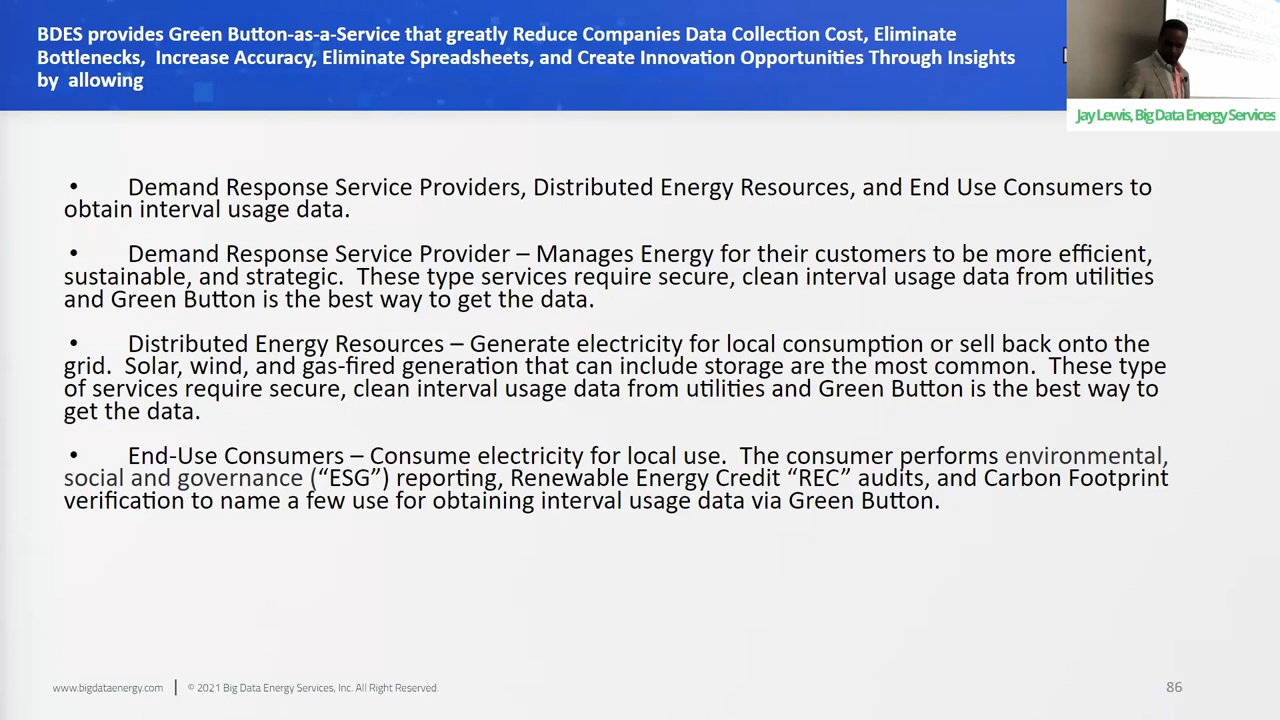 BDES provides Green Button-as-a-Service that greatly Reduce Companies Data Collection Cost, Eliminate
Bottlenecks,  Increase Accuracy, Eliminate Spreadsheets, and Create Innovation Opportunities Through Insights
by  allowing
Jay Lewis, Big Data Energy Services
•	Demand Response Service Providers, Distributed Energy Resources, and End Use Consumers to
obtain interval usage data.
•	Demand Response Service Provider – Manages Energy for their customers to be more efficient,
sustainable, and strategic.  These type services require secure, clean interval usage data from utilities
and Green Button is the best way to get the data.
•	Distributed Energy Resources – Generate electricity for local consumption or sell back onto the
grid.  Solar, wind, and gas-fired generation that can include storage are the most common.  These type
of services require secure, clean interval usage data from utilities and Green Button is the best way to
get the data.
•	End-Use Consumers – Consume electricity for local use.  The consumer performs environmental,
social and governance (“ESG”) reporting, Renewable Energy Credit “REC” audits, and Carbon Footprint
verification to name a few use for obtaining interval usage data via Green Button.
www.bigdataenergy.com | © 2021 Big Data Energy Services, Inc. All Right Reserved.
86